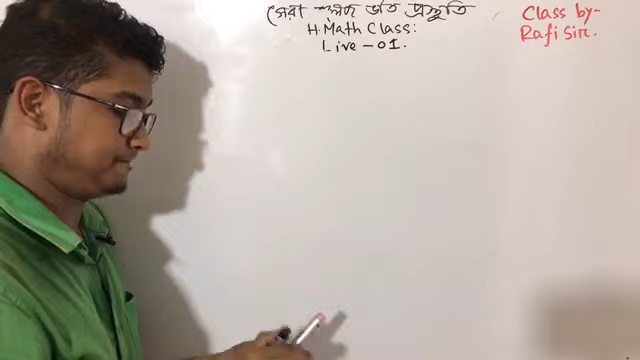 সেরা ভর্তি প্রস্তুতি
H.Math Class:
Live - 01.
Class by-
Rafi Sir.